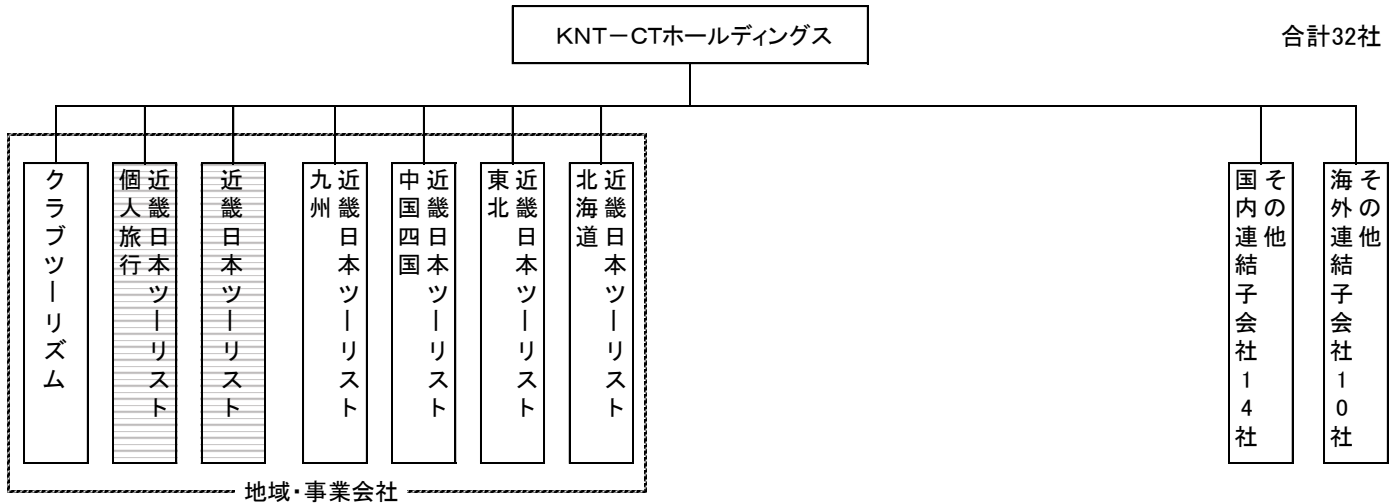 KNT－CTホールディングス
合計32社
クラブツーリズム
近畿日本ツーリスト
個人旅行
近畿日本ツーリスト
近畿日本ツーリスト
九州
近畿日本ツーリスト
中国四国
近畿日本ツーリスト
東北
近畿日本ツーリスト
北海道
その他
国内連結子会社14社
その他
海外連結子会社10社
地域・事業会社